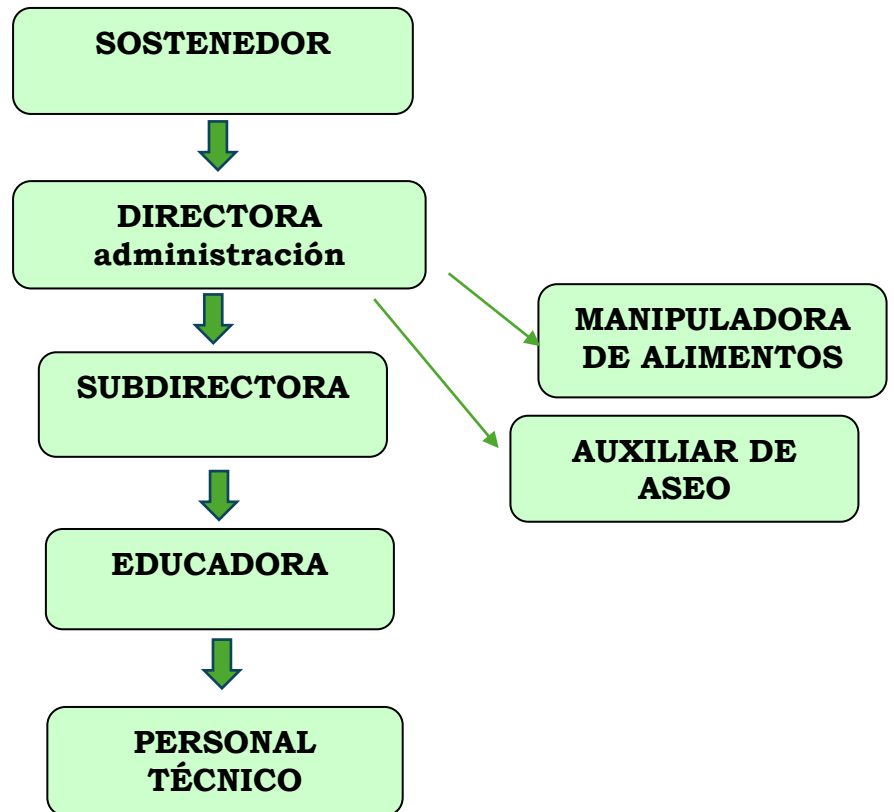 SOSTENEDOR
DIRECTORA
administración
MANIPULADORA
DE ALIMENTOS
SUBDIRECTORA
AUXILIAR DE
ASEO
EDUCADORA
PERSONAL
TÉCNICO